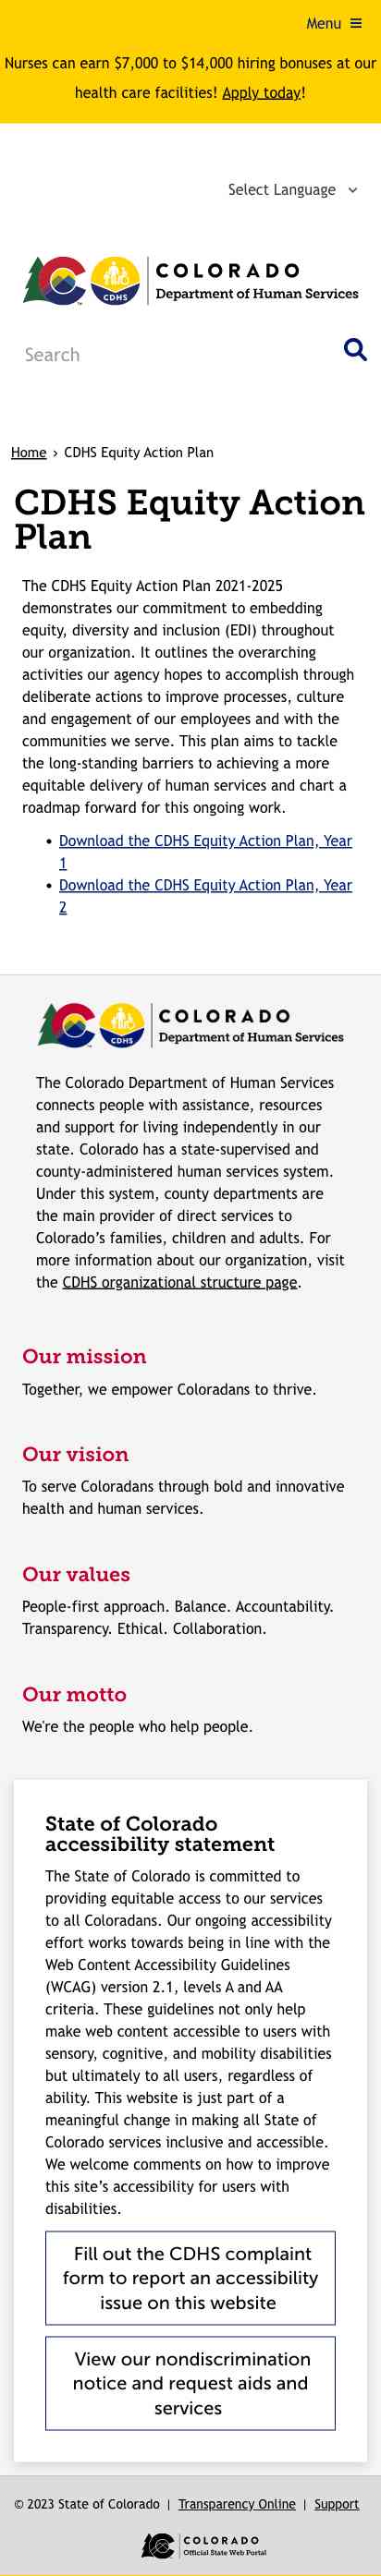 Menu
Nurses can earn $7,000 to $14,000 hiring bonuses at our
health care facilities! Apply today!
Select Language
CDHS
COLORADO
Department of Human Services
Search
Home › CDHS Equity Action Plan
CDHS Equity Action
Plan
The CDHS Equity Action Plan 2021-2025
demonstrates our commitment to embedding
equity, diversity and inclusion (EDI) throughout
our organization. It outlines the overarching
activities our agency hopes to accomplish through
deliberate actions to improve processes, culture
and engagement of our employees and with the
communities we serve. This plan aims to tackle
the long-standing barriers to achieving a more
equitable delivery of human services and chart a
roadmap forward for this ongoing work.
• Download the CDHS Equity Action Plan, Year
1
• Download the CDHS Equity Action Plan, Year
2
CDHS
COLORADO
Department of Human Services
The Colorado Department of Human Services
connects people with assistance, resources
and support for living independently in our
state. Colorado has a state-supervised and
county-administered human services system.
Under this system, county departments are
the main provider of direct services to
Colorado’s families, children and adults. For
more information about our organization, visit
the CDHS organizational structure page.
Our mission
Together, we empower Coloradans to thrive.
Our vision
To serve Coloradans through bold and innovative
health and human services.
Our values
People-first approach. Balance. Accountability.
Transparency. Ethical. Collaboration.
Our motto
We're the people who help people.
State of Colorado
accessibility statement
The State of Colorado is committed to
providing equitable access to our services
to all Coloradans. Our ongoing accessibility
effort works towards being in line with the
Web Content Accessibility Guidelines
(WCAG) version 2.1, levels A and AA
criteria. These guidelines not only help
make web content accessible to users with
sensory, cognitive, and mobility disabilities
but ultimately to all users, regardless of
ability. This website is just part of a
meaningful change in making all State of
Colorado services inclusive and accessible.
We welcome comments on how to improve
this site’s accessibility for users with
disabilities.
Fill out the CDHS complaint
form to report an accessibility
issue on this website
View our nondiscrimination
notice and request aids and
services
© 2023 State of Colorado | Transparency Online | Support
COLORADO
Official State Web Portal